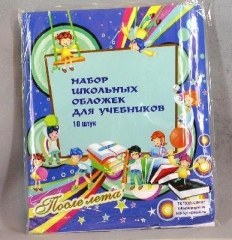 НАБОР
ШКОЛЬНЫХ
ОБЛОЖЕК
ДЛЯ УЧЕБНИКОВ
10 штук
После лета